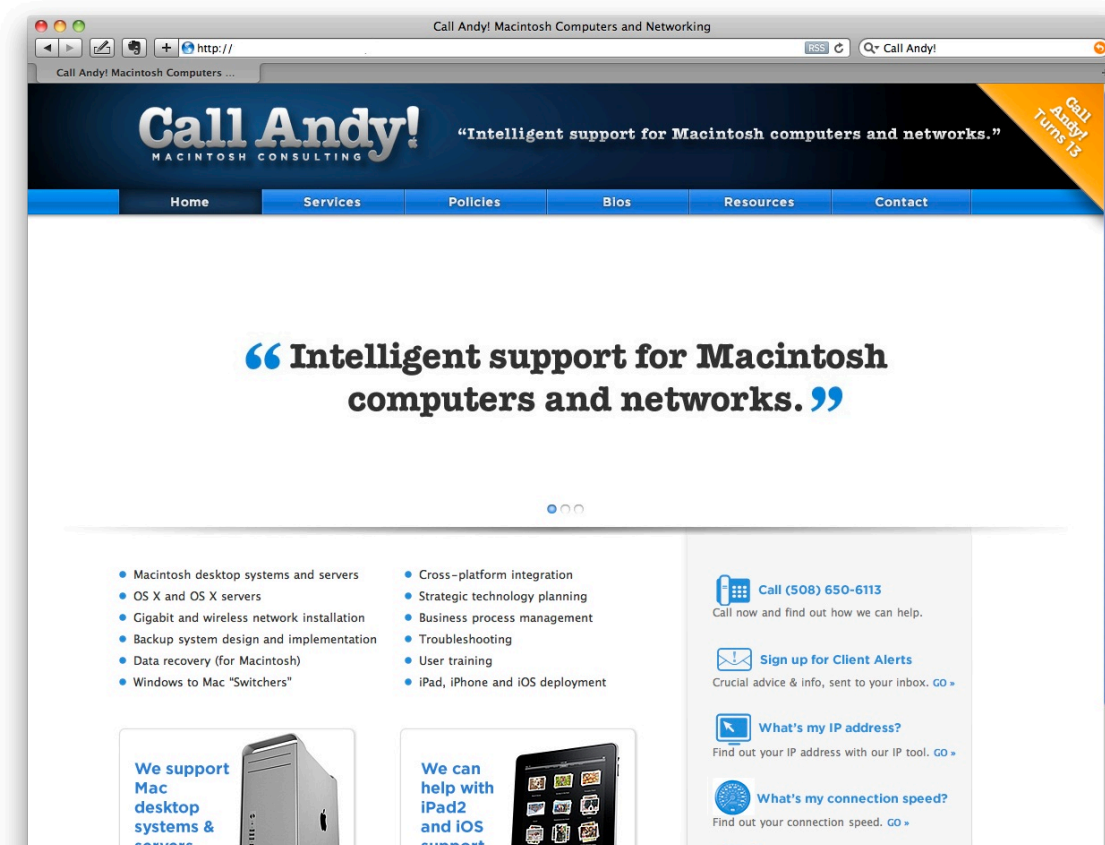 Call Andy! Macintosh Computers and Networking
http://
RSS
Call Andy!
Call Andy! Macintosh Computers ...
Call Andy!
MACINTOSH CONSULTING
“Intelligent support for Macintosh computers and networks.”
Call
Andy!
Turns 13
Home
Services
Policies
Bios
Resources
Contact
“Intelligent support for Macintosh
computers and networks.”
Macintosh desktop systems and servers
OS X and OS X servers
Gigabit and wireless network installation
Backup system design and implementation
Data recovery (for Macintosh)
Windows to Mac "Switchers"
Cross-platform integration
Strategic technology planning
Business process management
Troubleshooting
User training
iPad, iPhone and iOS deployment
Call (508) 650-6113
Call now and find out how we can help.
Sign up for Client Alerts
Crucial advice & info, sent to your inbox. GO »
What's my IP address?
Find out your IP address with our IP tool. GO »
What's my connection speed?
Find out your connection speed. GO »
We support
Mac
desktop
systems &
servers
We can
help with
iPad2
and iOS
support